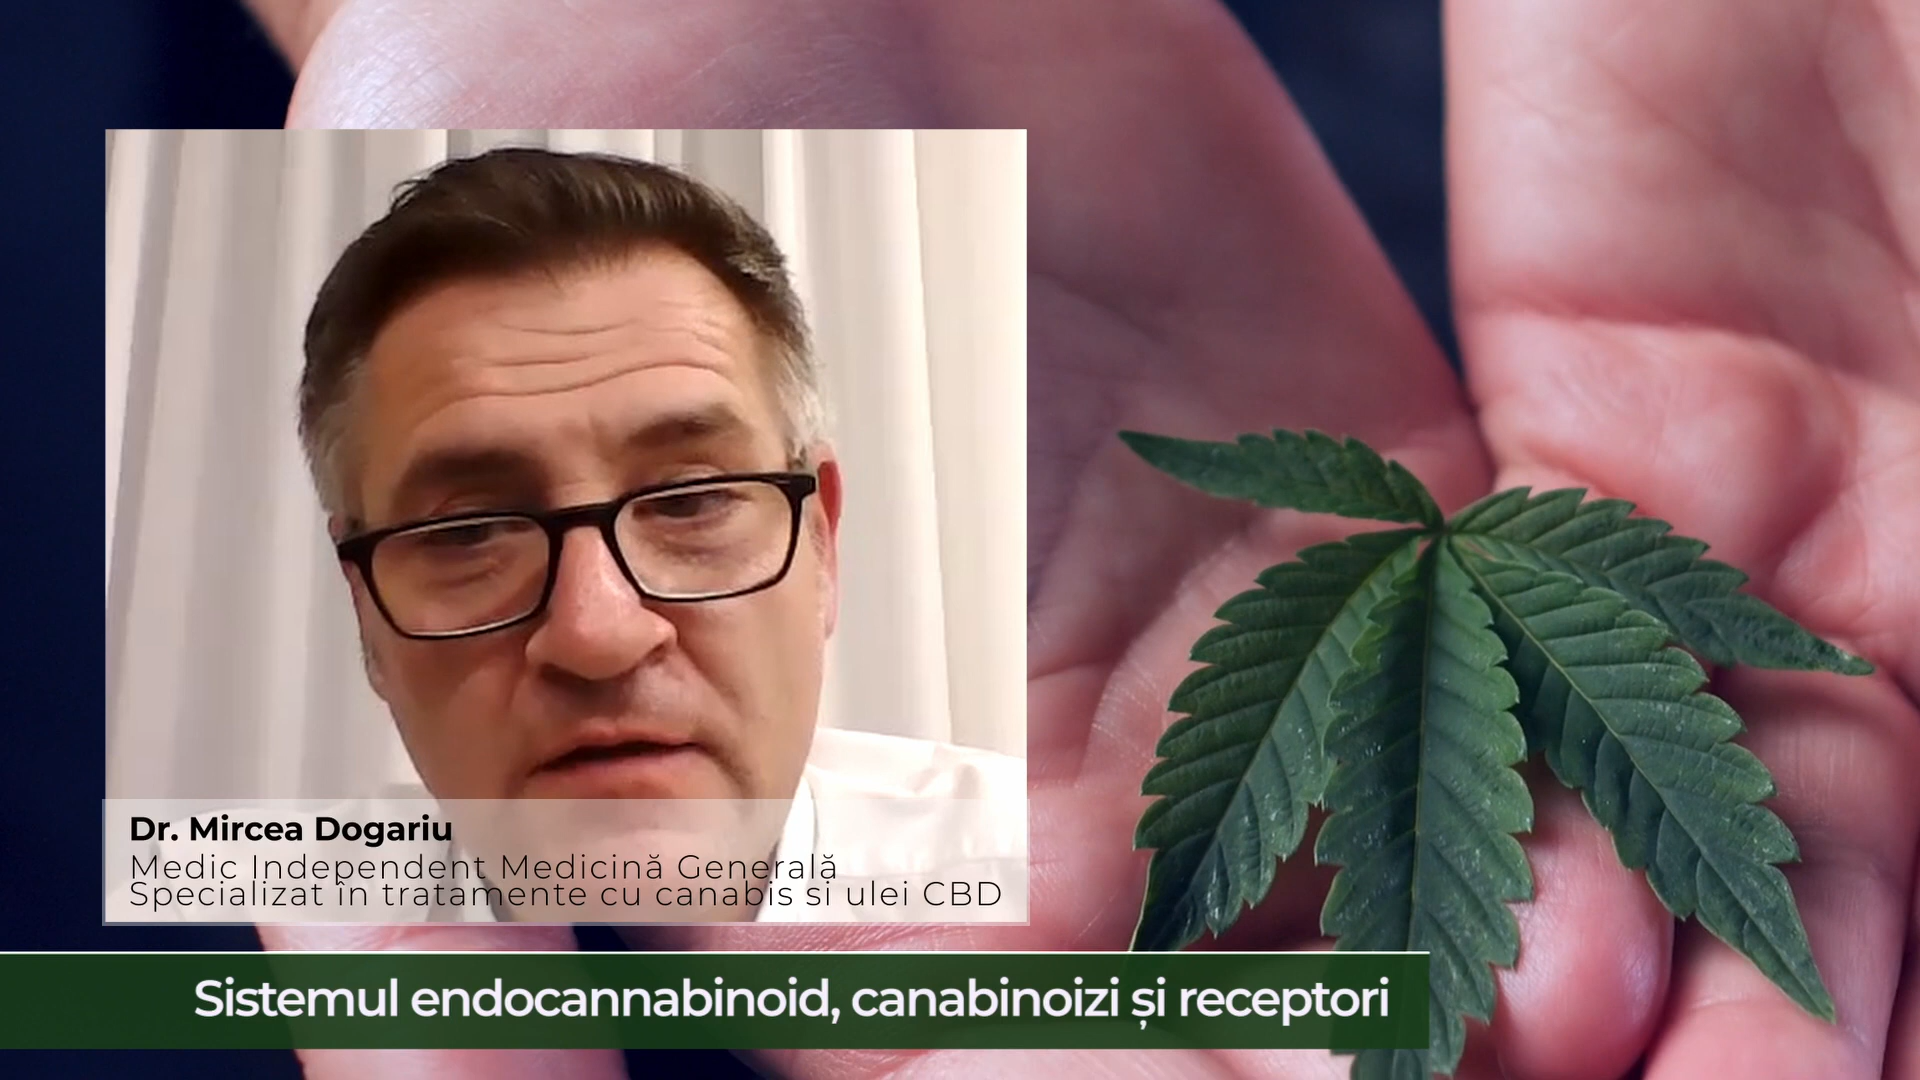 Dr. Mircea Dogariu
Medic Independent Medicină Generală
Specializat în tratamente cu canabis si ulei CBD
Sistemul endocannabinoid, canabinoizi și receptori